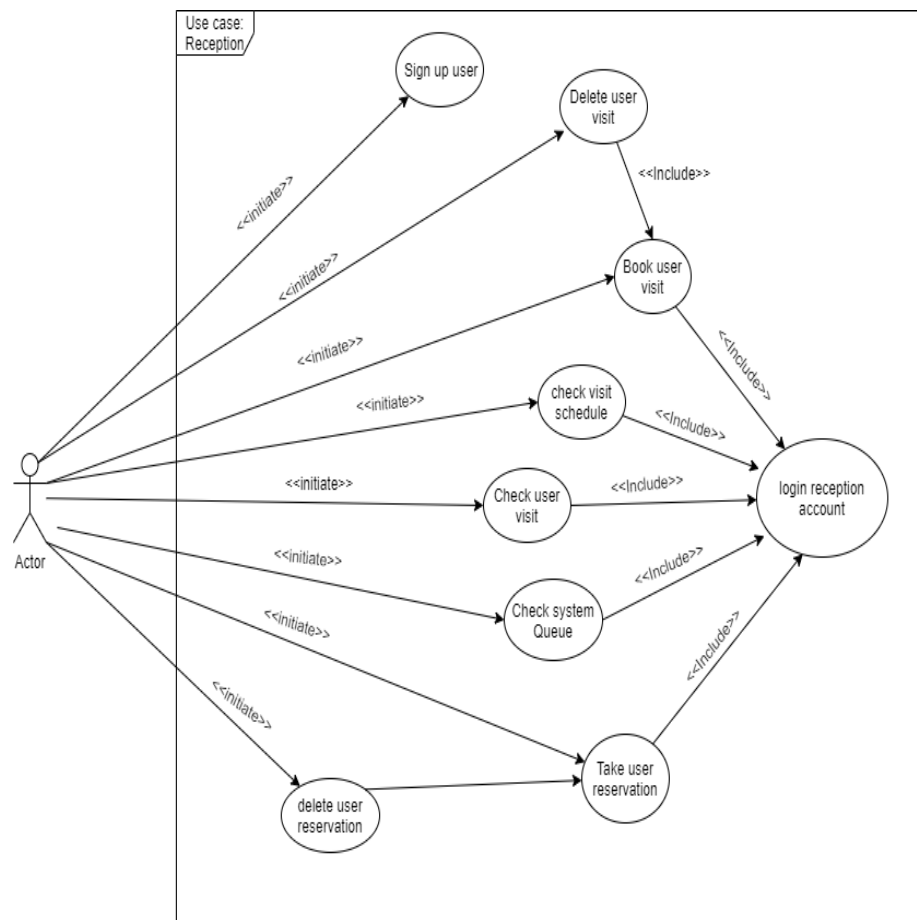 Use case:
Reception
Sign up user
Delete user
visit
<<initiate>>
<<Include>>
<<initiate>>
Book user
visit
<<initiate>>
<<Include>>
check visit
schedule
<<initiate>>
<<Include>>
login reception
account
Check user
visit
<<initiate>>
<<Include>>
Actor
<<initiate>>
<<Include>>
Check system
Queue
<<initiate>>
<<Include>>
<<initiate>>
Take user
reservation
delete user
reservation